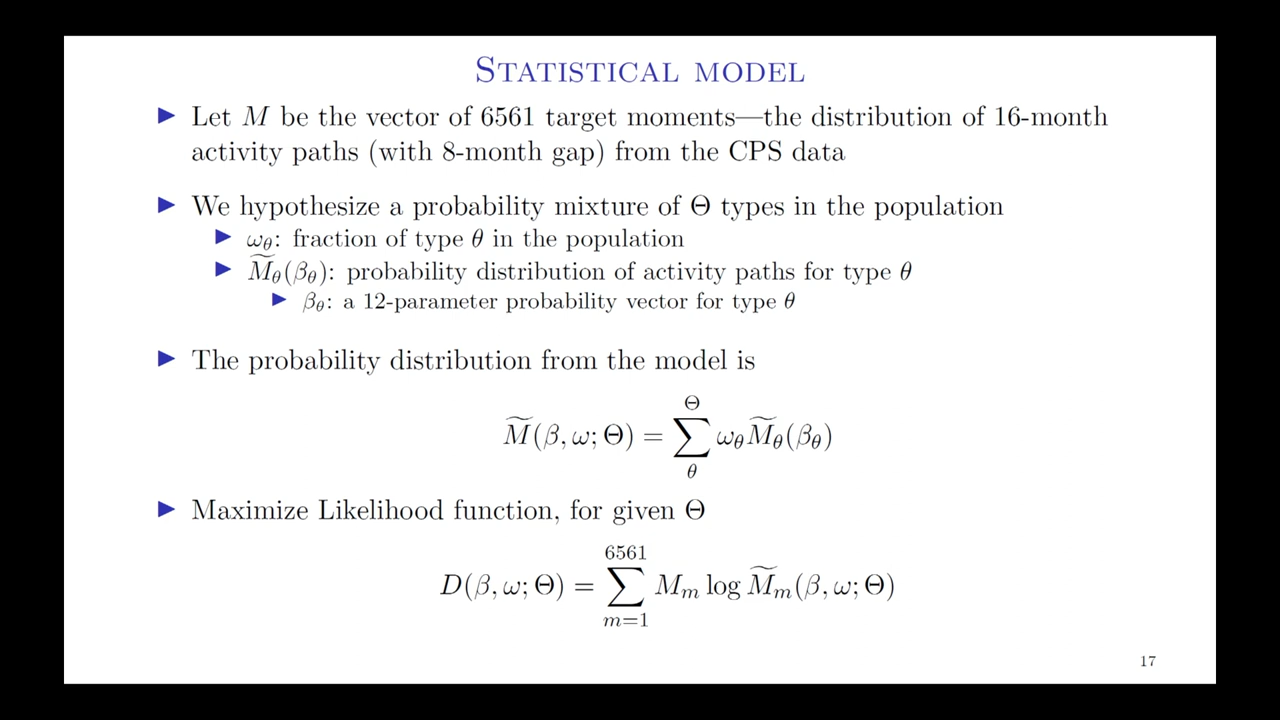 STATISTICAL MODEL
▶ Let M be the vector of 6561 target moments—the distribution of 16-month
activity paths (with 8-month gap) from the CPS data
▶ We hypothesize a probability mixture of Θ types in the population
▶ ω_θ: fraction of type θ in the population
▶ M̃_θ(β_θ): probability distribution of activity paths for type θ
▶ β_θ: a 12-parameter probability vector for type θ
▶ The probability distribution from the model is
M̃(β, ω; Θ) = ∑_θ^Θ ω_θ M̃_θ(β_θ)
▶ Maximize Likelihood function, for given Θ
D(β, ω; Θ) = ∑_{m=1}^{6561} M_m log M̃_m(β, ω; Θ)
17